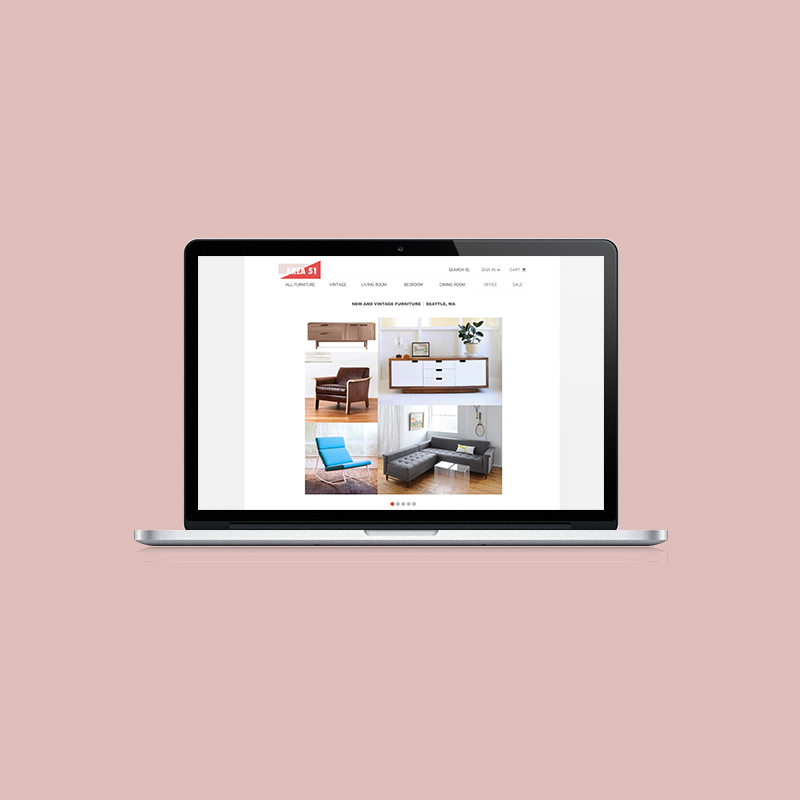 AREA 51
SEARCH
SIGN IN
CART
ALL FURNITURE VINTAGE LIVING ROOM BEDROOM DINING ROOM OFFICE SALE
NEW AND VINTAGE FURNITURE | SEATTLE, WA